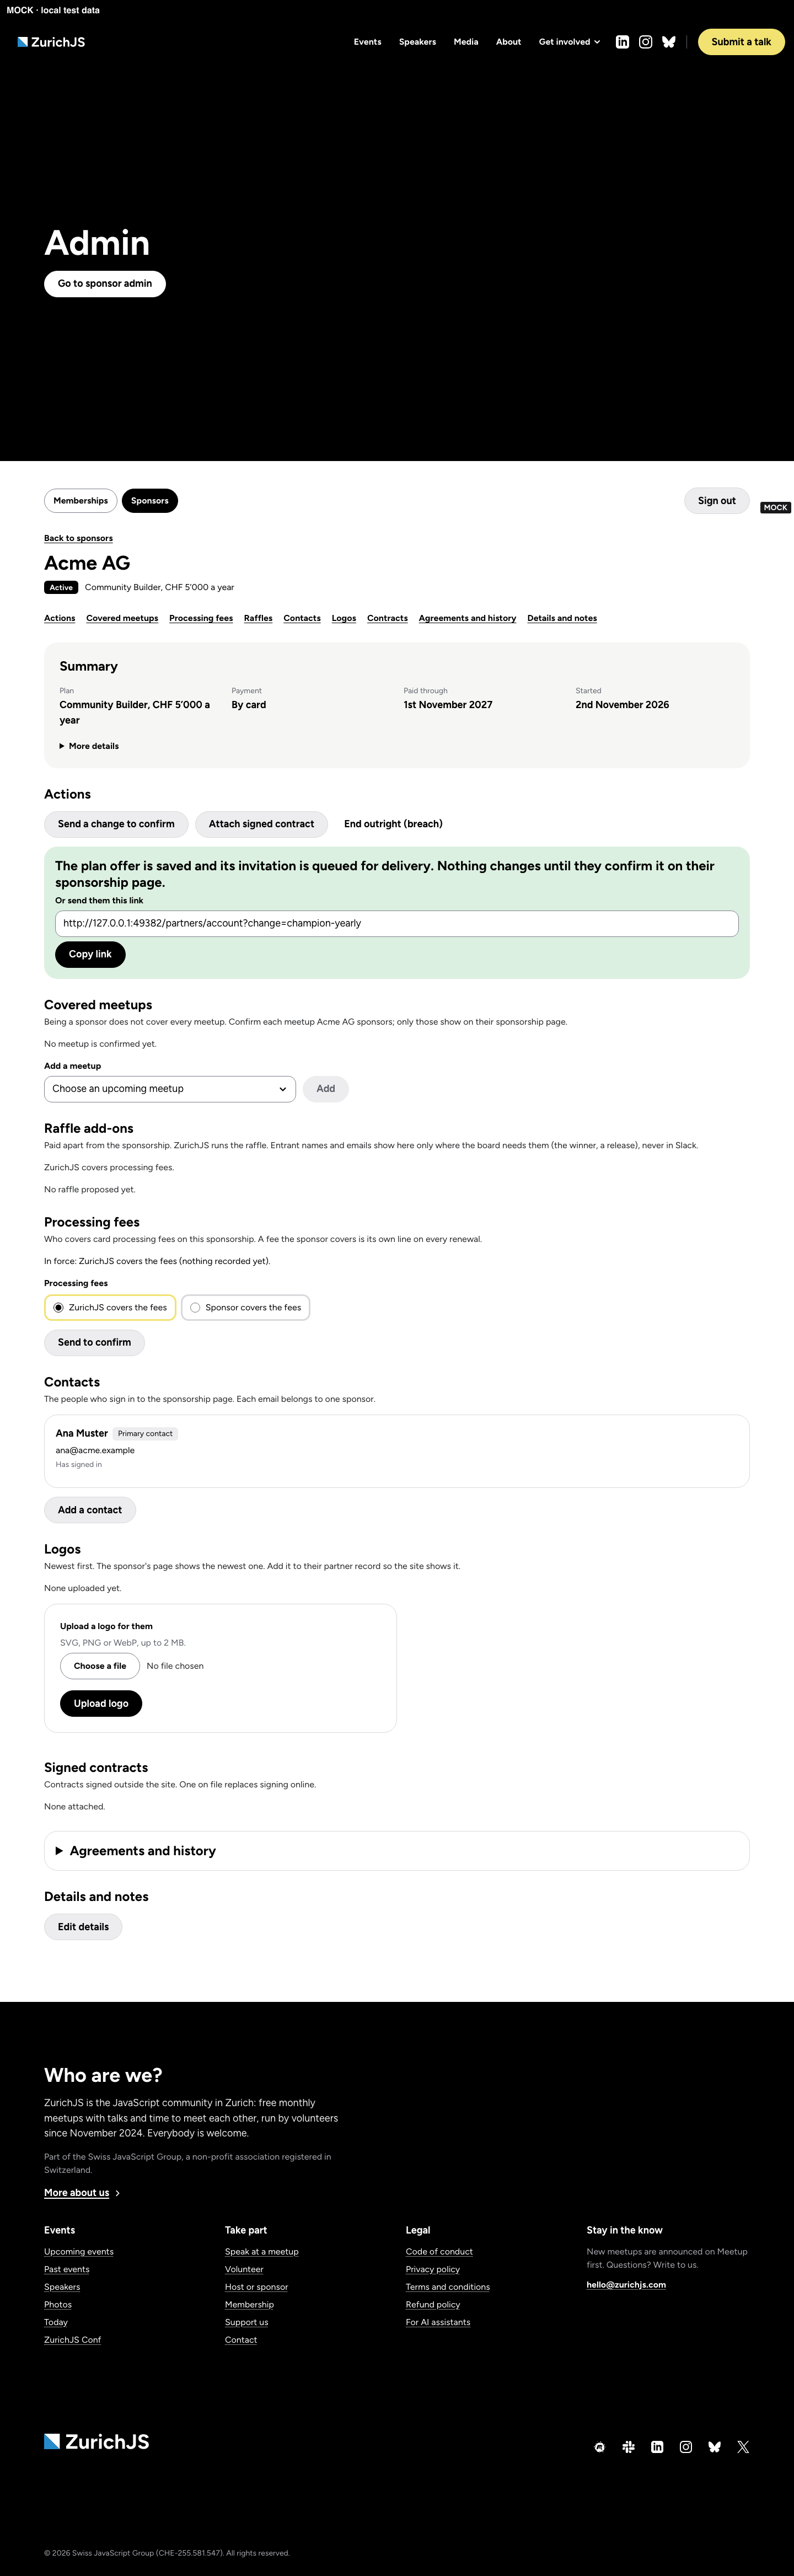 MOCK · local test data
ZurichJS
Events
Speakers
Media
About
Get involved
Submit a talk
Admin
Go to sponsor admin
Memberships
Sponsors
Sign out
MOCK
Back to sponsors
Acme AG
Active
Community Builder, CHF 5’000 a year
Actions
Covered meetups
Processing fees
Raffles
Contacts
Logos
Contracts
Agreements and history
Details and notes
Summary
Plan
Community Builder, CHF 5’000 a
year
Payment
By card
Paid through
1st November 2027
Started
2nd November 2026
More details
Actions
Send a change to confirm
Attach signed contract
End outright (breach)
The plan offer is saved and its invitation is queued for delivery. Nothing changes until they confirm it on their
sponsorship page.
Or send them this link
http://127.0.0.1:49382/partners/account?change=champion-yearly
Copy link
Covered meetups
Being a sponsor does not cover every meetup. Confirm each meetup Acme AG sponsors; only those show on their sponsorship page.
No meetup is confirmed yet.
Add a meetup
Choose an upcoming meetup
Add
Raffle add-ons
Paid apart from the sponsorship. ZurichJS runs the raffle. Entrant names and emails show here only where the board needs them (the winner, a release), never in Slack.
ZurichJS covers processing fees.
No raffle proposed yet.
Processing fees
Who covers card processing fees on this sponsorship. A fee the sponsor covers is its own line on every renewal.
In force: ZurichJS covers the fees (nothing recorded yet).
Processing fees
ZurichJS covers the fees
Sponsor covers the fees
Send to confirm
Contacts
The people who sign in to the sponsorship page. Each email belongs to one sponsor.
Ana Muster
Primary contact
ana@acme.example
Has signed in
Add a contact
Logos
Newest first. The sponsor's page shows the newest one. Add it to their partner record so the site shows it.
None uploaded yet.
Upload a logo for them
SVG, PNG or WebP, up to 2 MB.
Choose a file
No file chosen
Upload logo
Signed contracts
Contracts signed outside the site. One on file replaces signing online.
None attached.
Agreements and history
Details and notes
Edit details
Who are we?
ZurichJS is the JavaScript community in Zurich: free monthly
meetups with talks and time to meet each other, run by volunteers
since November 2024. Everybody is welcome.
Part of the Swiss JavaScript Group, a non-profit association registered in
Switzerland.
More about us
Events
Upcoming events
Past events
Speakers
Photos
Today
ZurichJS Conf
Take part
Speak at a meetup
Volunteer
Host or sponsor
Membership
Support us
Contact
Legal
Code of conduct
Privacy policy
Terms and conditions
Refund policy
For AI assistants
Stay in the know
New meetups are announced on Meetup
first. Questions? Write to us.
hello@zurichjs.com
ZurichJS
© 2026 Swiss JavaScript Group (CHE-255.581.547). All rights reserved.